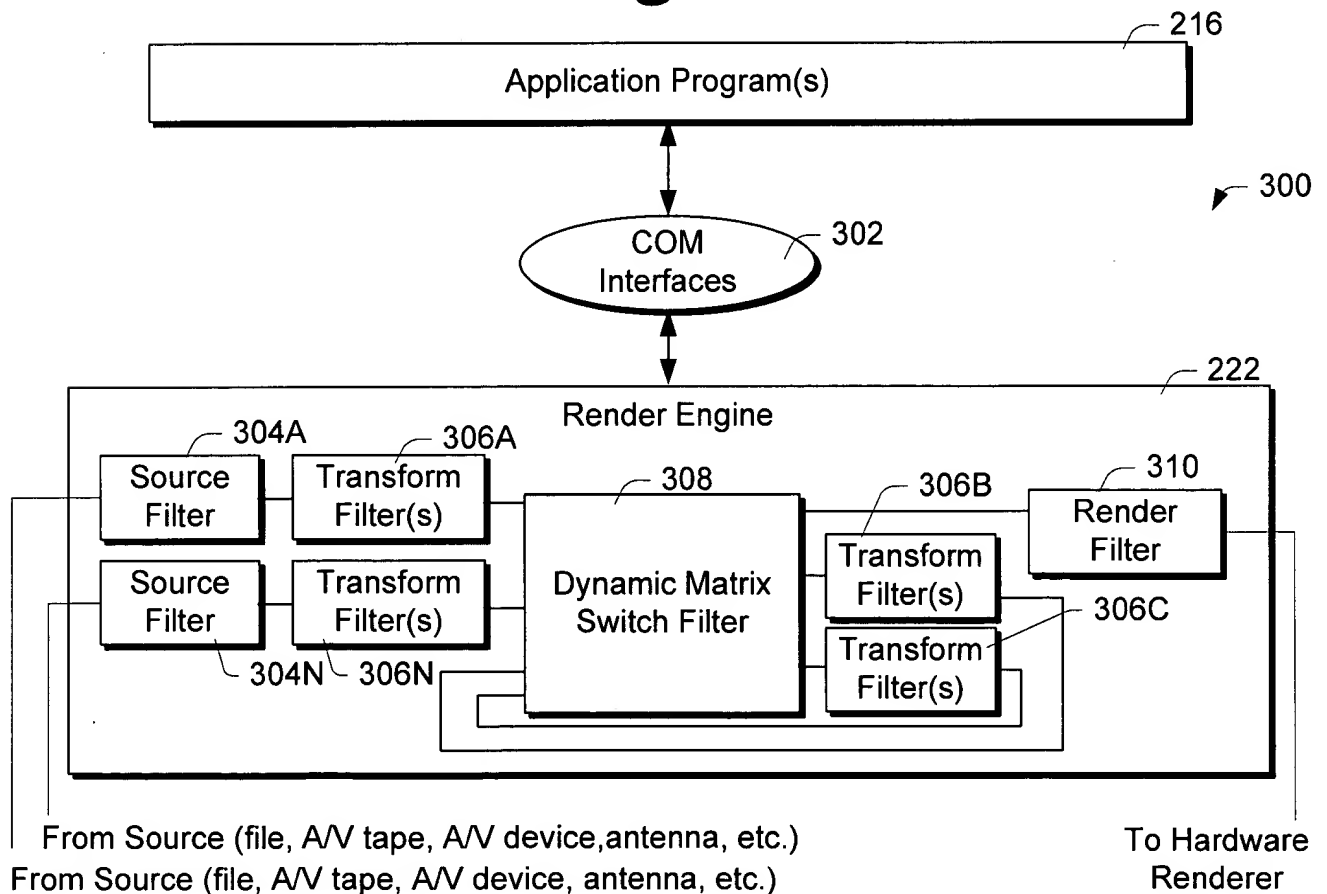 g
216
Application Program(s)
300
COM
Interfaces
302
222
Render Engine
304A
306A
308
306B
310
Source
Filter
Transform
Filter(s)
Render
Filter
Dynamic Matrix
Switch Filter
Transform
Filter(s)
Source
Filter
Transform
Filter(s)
306C
Transform
Filter(s)
304N
306N
From Source (file, A/V tape, A/V device,antenna, etc.)
From Source (file, A/V tape, A/V device, antenna, etc.)
To Hardware
Renderer